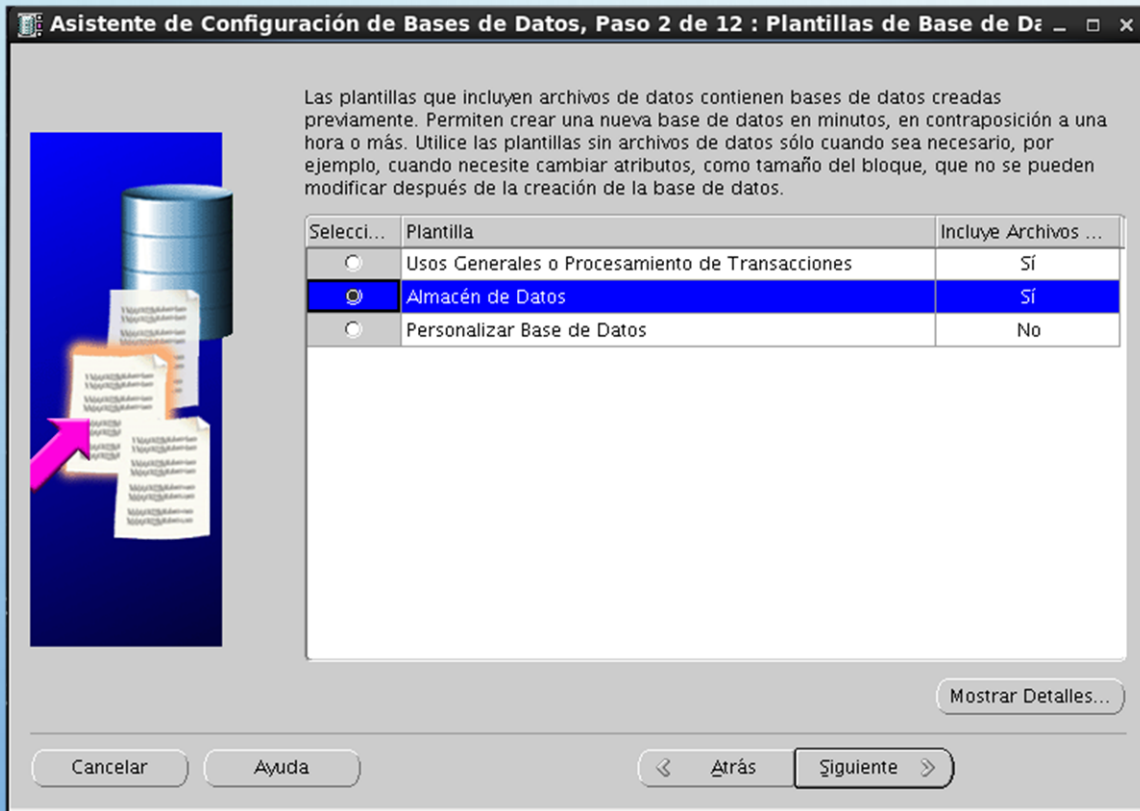 Asistente de Configuración de Bases de Datos, Paso 2 de 12 : Plantillas de Base de Da
Las plantillas que incluyen archivos de datos contienen bases de datos creadas
previamente. Permiten crear una nueva base de datos en minutos, en contraposición a una
hora o más. Utilice las plantillas sin archivos de datos sólo cuando sea necesario, por
ejemplo, cuando necesite cambiar atributos, como tamaño del bloque, que no se pueden
modificar después de la creación de la base de datos.
Selecci... Plantilla Incluye Archivos ...
Usos Generales o Procesamiento de Transacciones Sí
Almacén de Datos Sí
Personalizar Base de Datos No
Mostrar Detalles...
Cancelar Ayuda Atrás Siguiente